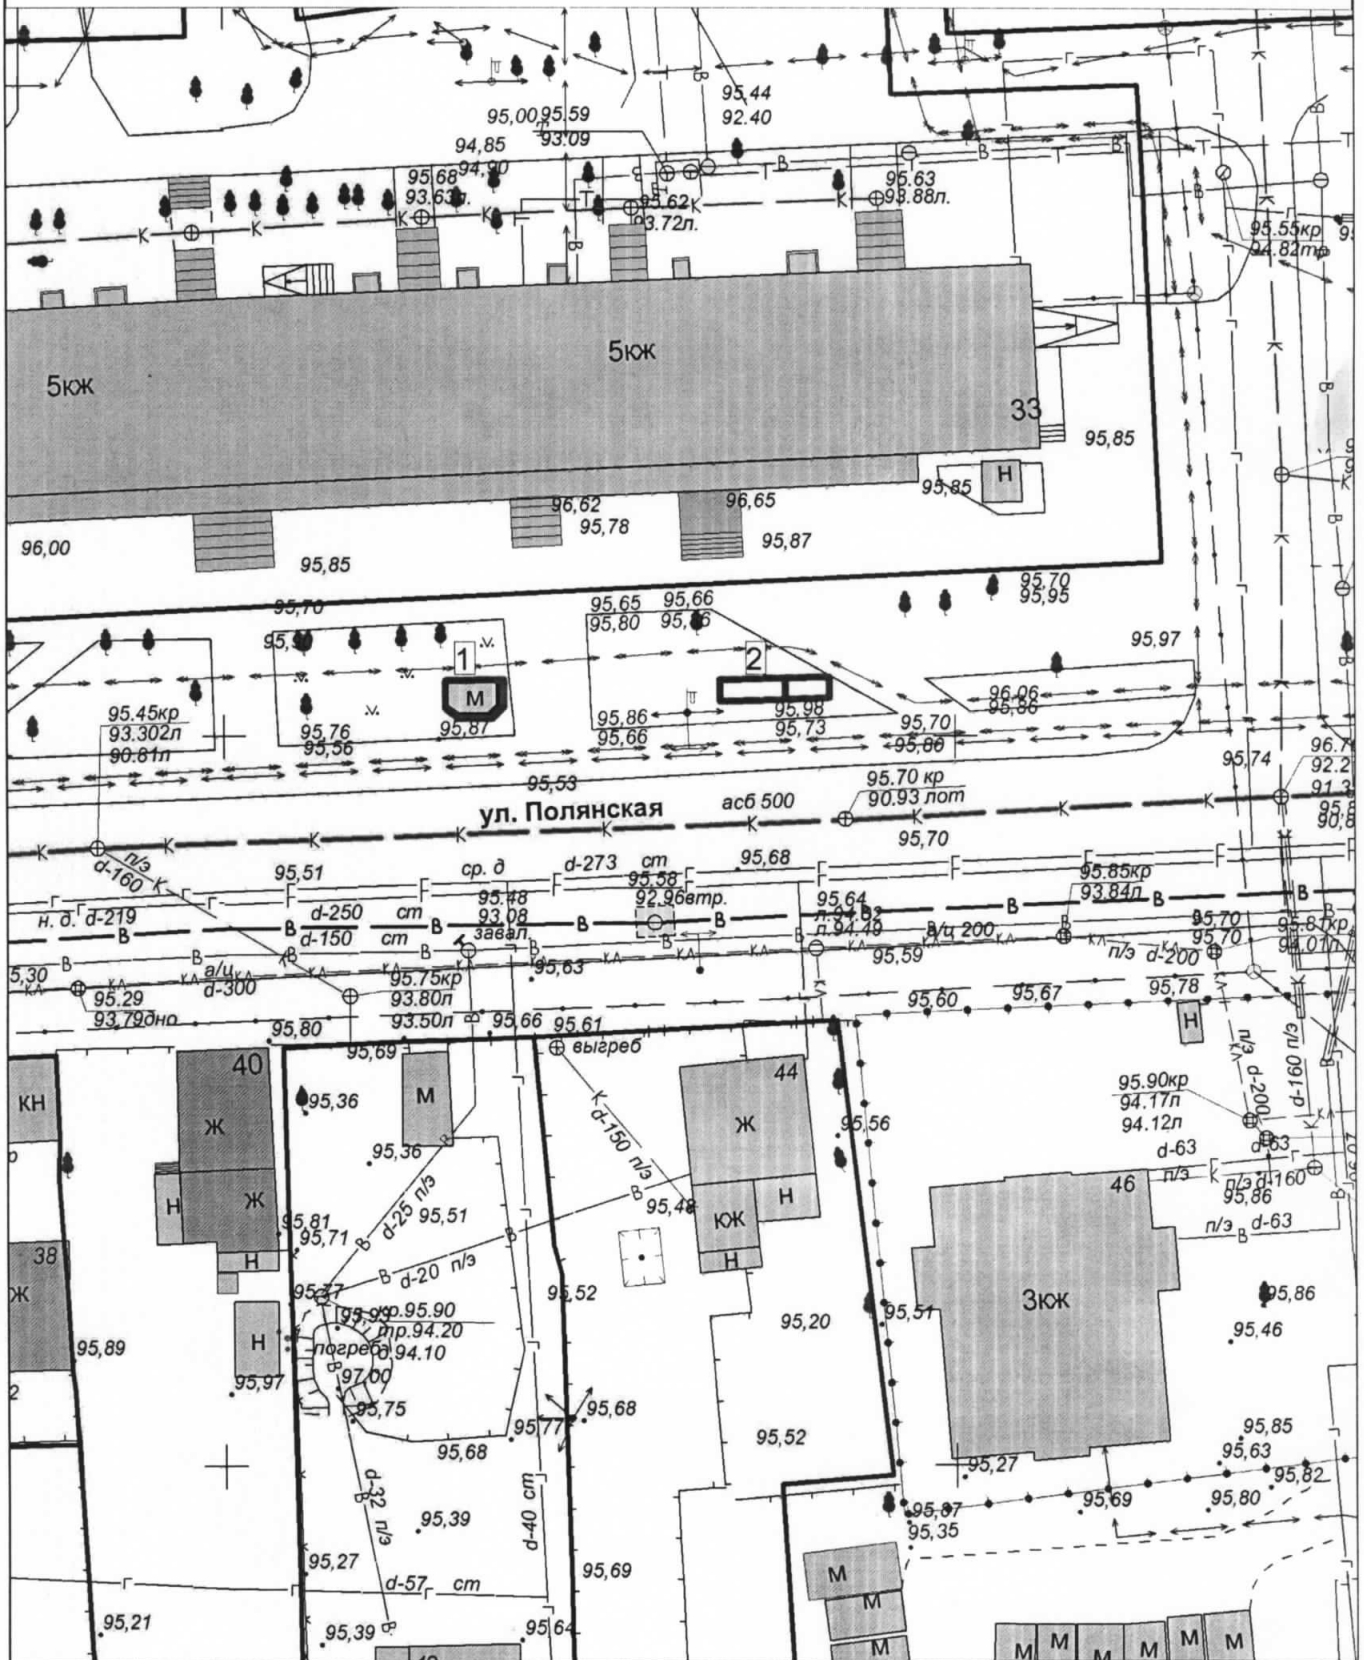 95.44
92.40
95,00
95.59
93.09
94,85
94,90
95.68
93.63л.
95.62
3.72л.
95.63
93.88л.
95.55кр
94.82тр
5кж
5кж
33
95,85
95,85
Н
96,62
95,78
96,65
95,87
96,00
95,85
95,70
95,65
95,80
95,66
95,70
95,95
95,97
1
М
2
95.45кр
93.302л
90.81л
95,76
95,56
95,87
95,86
95,66
95,98
95,73
95,70
95,80
96,06
95,86
95,74
95,53
ул. Полянская
асб 500
95.70 кр
90.93 лот
95,70
п/э
d-160
95,51
ср. д
d-273 ст
95.58
92.96втр.
95,68
95.85кр
93.84л
н. д. d-219
d-250 ст
d-150 ст
95.48
93.08
завал
95,64
л.94.49
95,70
95,70
а/ц
d-300
95.75кр
93.80л
93.50л
95,63
95,59
п/э d-200
95.29
93.79дно
95,80
95,69
95,66
95,61
95,60
95,67
95,78
выгреб
Н
КН
40
Ж
Ж
Н
Н
95,36
М
95,36
44
Ж
КЖ
Н
Н
95,56
95.90кр
94.17л
94.12л
п/э d-200
d-160 п/э
d-63
п/э
d-63
п/э d-160
95,86
п/э d-63
d-150 п/э
d-25 п/э
95,51
95,48
95,81
95,71
d-20 п/э
95,77
кр.95.90
тр.94.20
д.94.10
погреб
97,00
95,75
38
Ж
95,89
Н
95,97
95,52
95,20
95,51
46
3кж
95,86
95,46
95,68
95,77
95,68
95,52
95,27
95,85
95,63
95,82
95,69
95,80
95,87
95,35
d-32 п/э
95,39
d-40 ст
95,27
d-57 ст
95,69
95,21
95,39
95,64
М
М
М
М
М
М
М
М
М